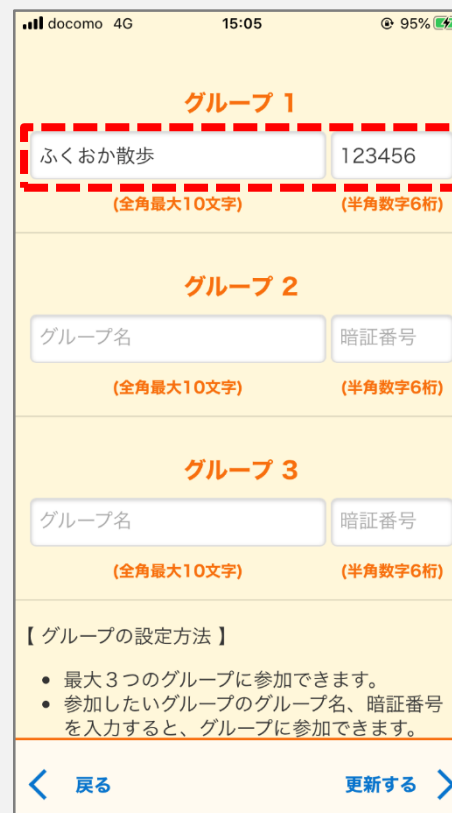 docomo 4G 15:05 95%
グループ 1
ふくおか散歩 123456
(全角最大10文字) (半角数字6桁)
グループ 2
グループ名 暗証番号
(全角最大10文字) (半角数字6桁)
グループ 3
グループ名 暗証番号
(全角最大10文字) (半角数字6桁)
【 グループの設定方法 】
• 最大３つのグループに参加できます。
• 参加したいグループのグループ名、暗証番号
を入力すると、グループに参加できます。
戻る 更新する